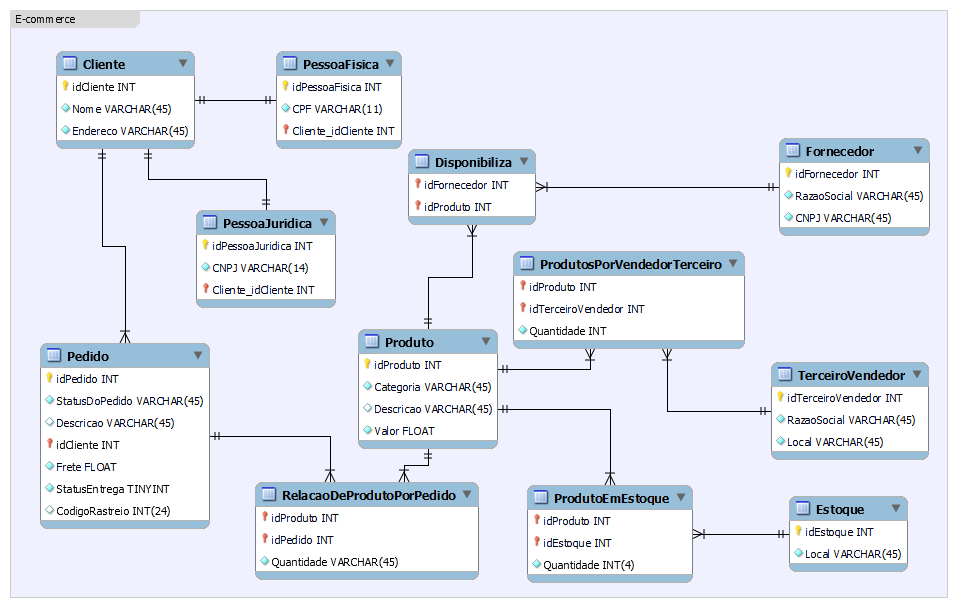 E-commerce
Cliente
idCliente INT
Nome VARCHAR(45)
Endereco VARCHAR(45)
PessoaFisica
idPessoaFisica INT
CPF VARCHAR(11)
Cliente_idCliente INT
PessoaJuridica
idPessoaJuridica INT
CNPJ VARCHAR(14)
Cliente_idCliente INT
Disponibiliza
idFornecedor INT
idProduto INT
Fornecedor
idFornecedor INT
RazaoSocial VARCHAR(45)
CNPJ VARCHAR(45)
ProdutosPorVendedorTerceiro
idProduto INT
idTerceiroVendedor INT
Quantidade INT
Pedido
idPedido INT
StatusDoPedido VARCHAR(45)
Descricao VARCHAR(45)
idCliente INT
Frete FLOAT
StatusEntrega TINYINT
CodigoRastreio INT(24)
Produto
idProduto INT
Categoria VARCHAR(45)
Descricao VARCHAR(45)
Valor FLOAT
TerceiroVendedor
idTerceiroVendedor INT
RazaoSocial VARCHAR(45)
Local VARCHAR(45)
RelacaoDeProdutoPorPedido
idProduto INT
idPedido INT
Quantidade VARCHAR(45)
ProdutoEmEstoque
idProduto INT
idEstoque INT
Quantidade INT(4)
Estoque
idEstoque INT
Local VARCHAR(45)